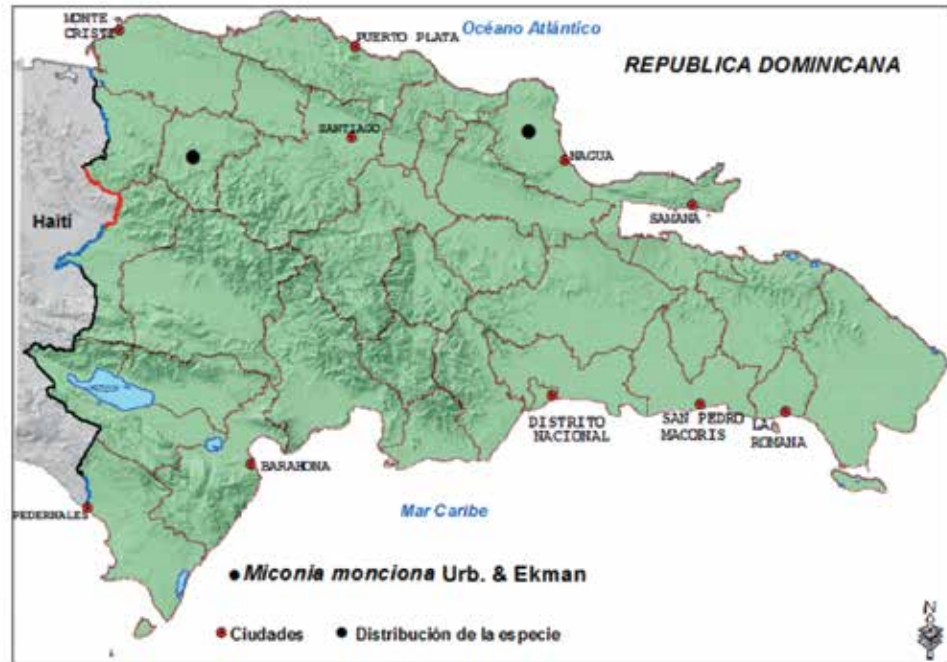 MONTE
CRISTI
PUERTO PLATA
Océano Atlántico
REPUBLICA DOMINICANA
SANTIAGO
NAGUA
SAMANA
Haití
DISTRITO
NACIONAL
SAN PEDRO
MACORIS
LA
ROMANA
BARAHONA
PEDERNALES
Mar Caribe
Miconia monciona Urb. & Ekman
Ciudades
Distribución de la especie
N